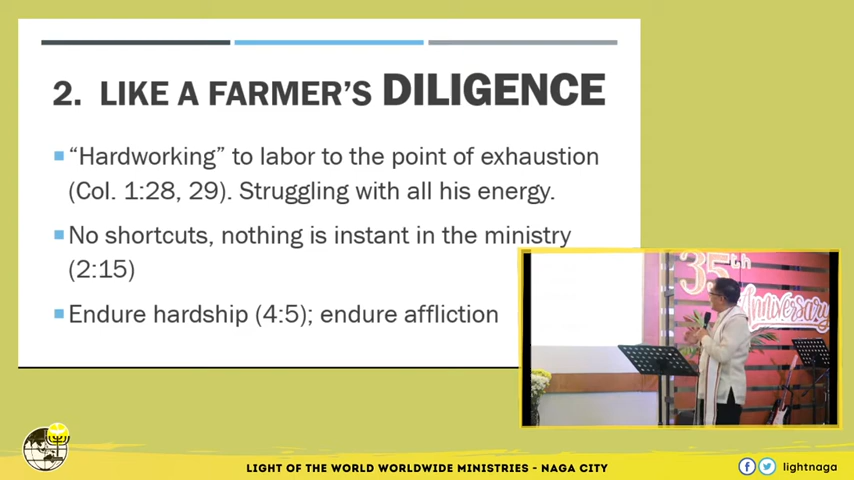 2. LIKE A FARMER'S DILIGENCE
“Hardworking” to labor to the point of exhaustion
(Col. 1:28, 29). Struggling with all his energy.
No shortcuts, nothing is instant in the ministry
(2:15)
Endure hardship (4:5); endure affliction
35th
Anniversary
LIGHT OF THE WORLD WORLDWIDE MINISTRIES - NAGA CITY
lightnaga